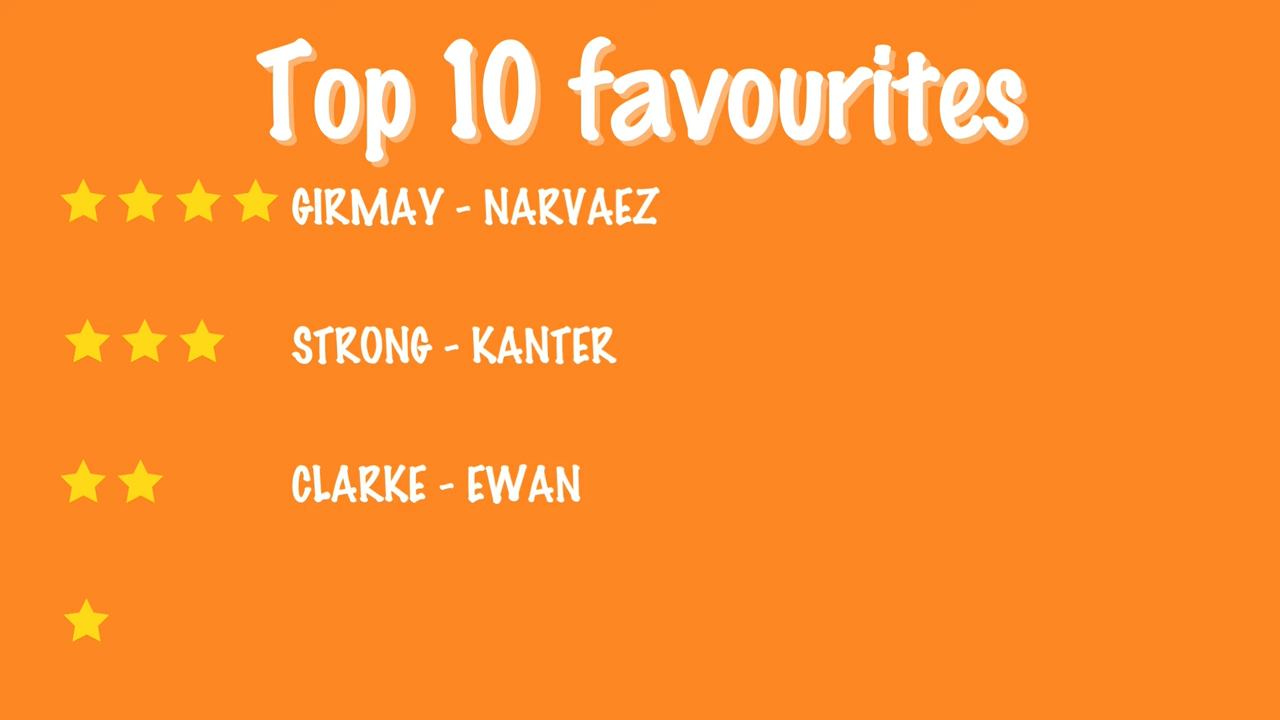 Top 10 favourites
GIRMAY - NARVAEZ
STRONG - KANTER
CLARKE - EWAN